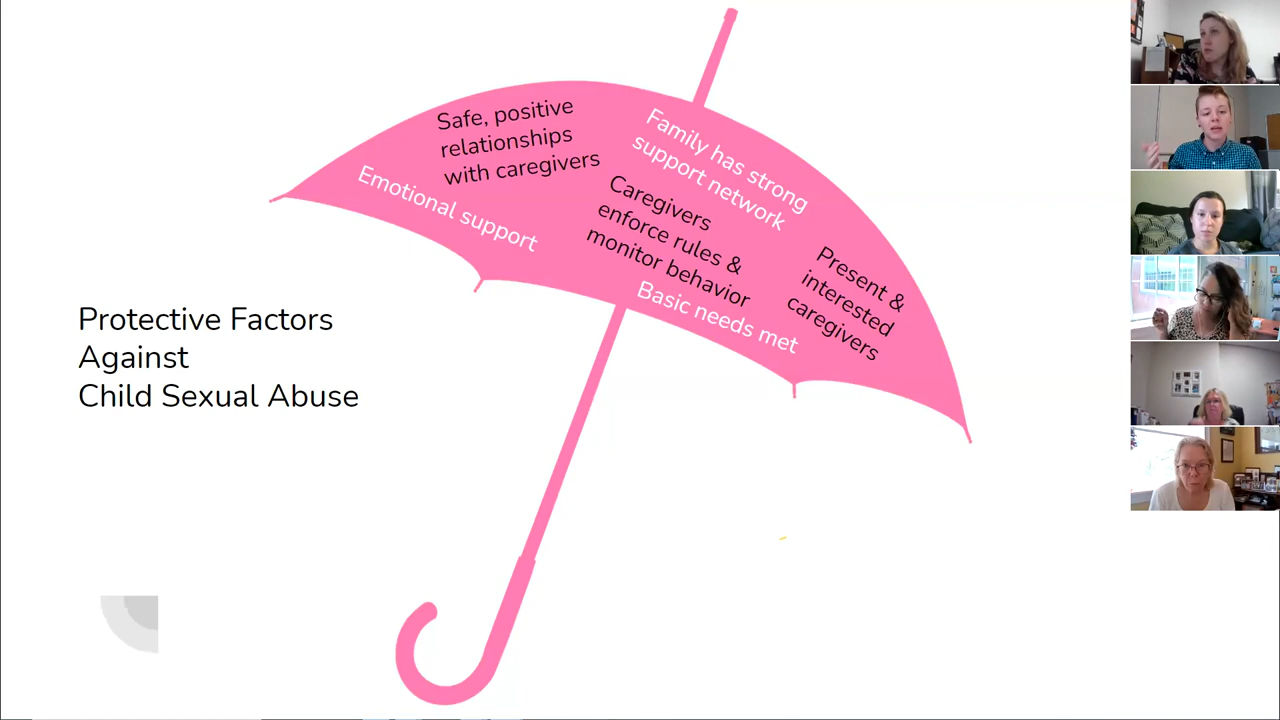 Protective Factors
Against
Child Sexual Abuse
Safe, positive
relationships
with caregivers
Emotional support
Family has strong
support network
Caregivers
enforce rules &
monitor behavior
Basic needs met
Present &
interested
caregivers